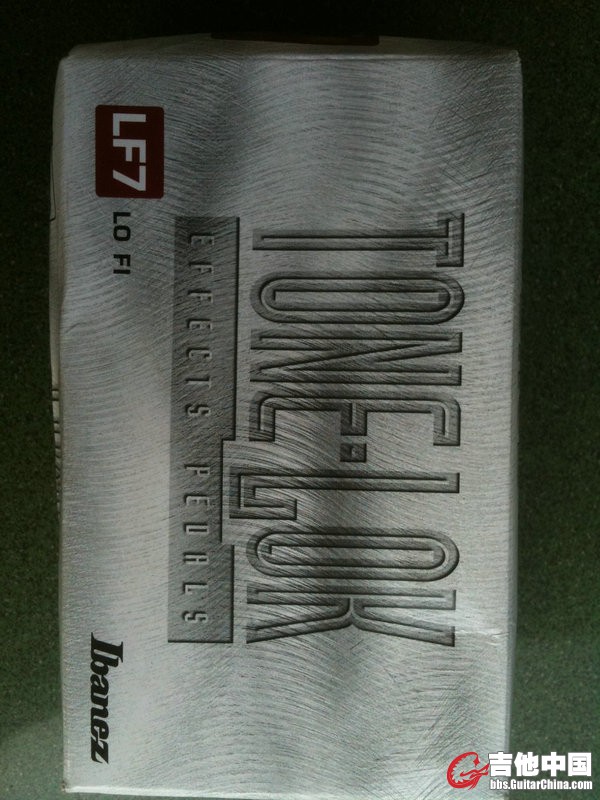 TONE-LOK
EFFECTS PEDALS
LF7
LO FI
Ibanez
吉他中国
bbs.GuitarChina.com